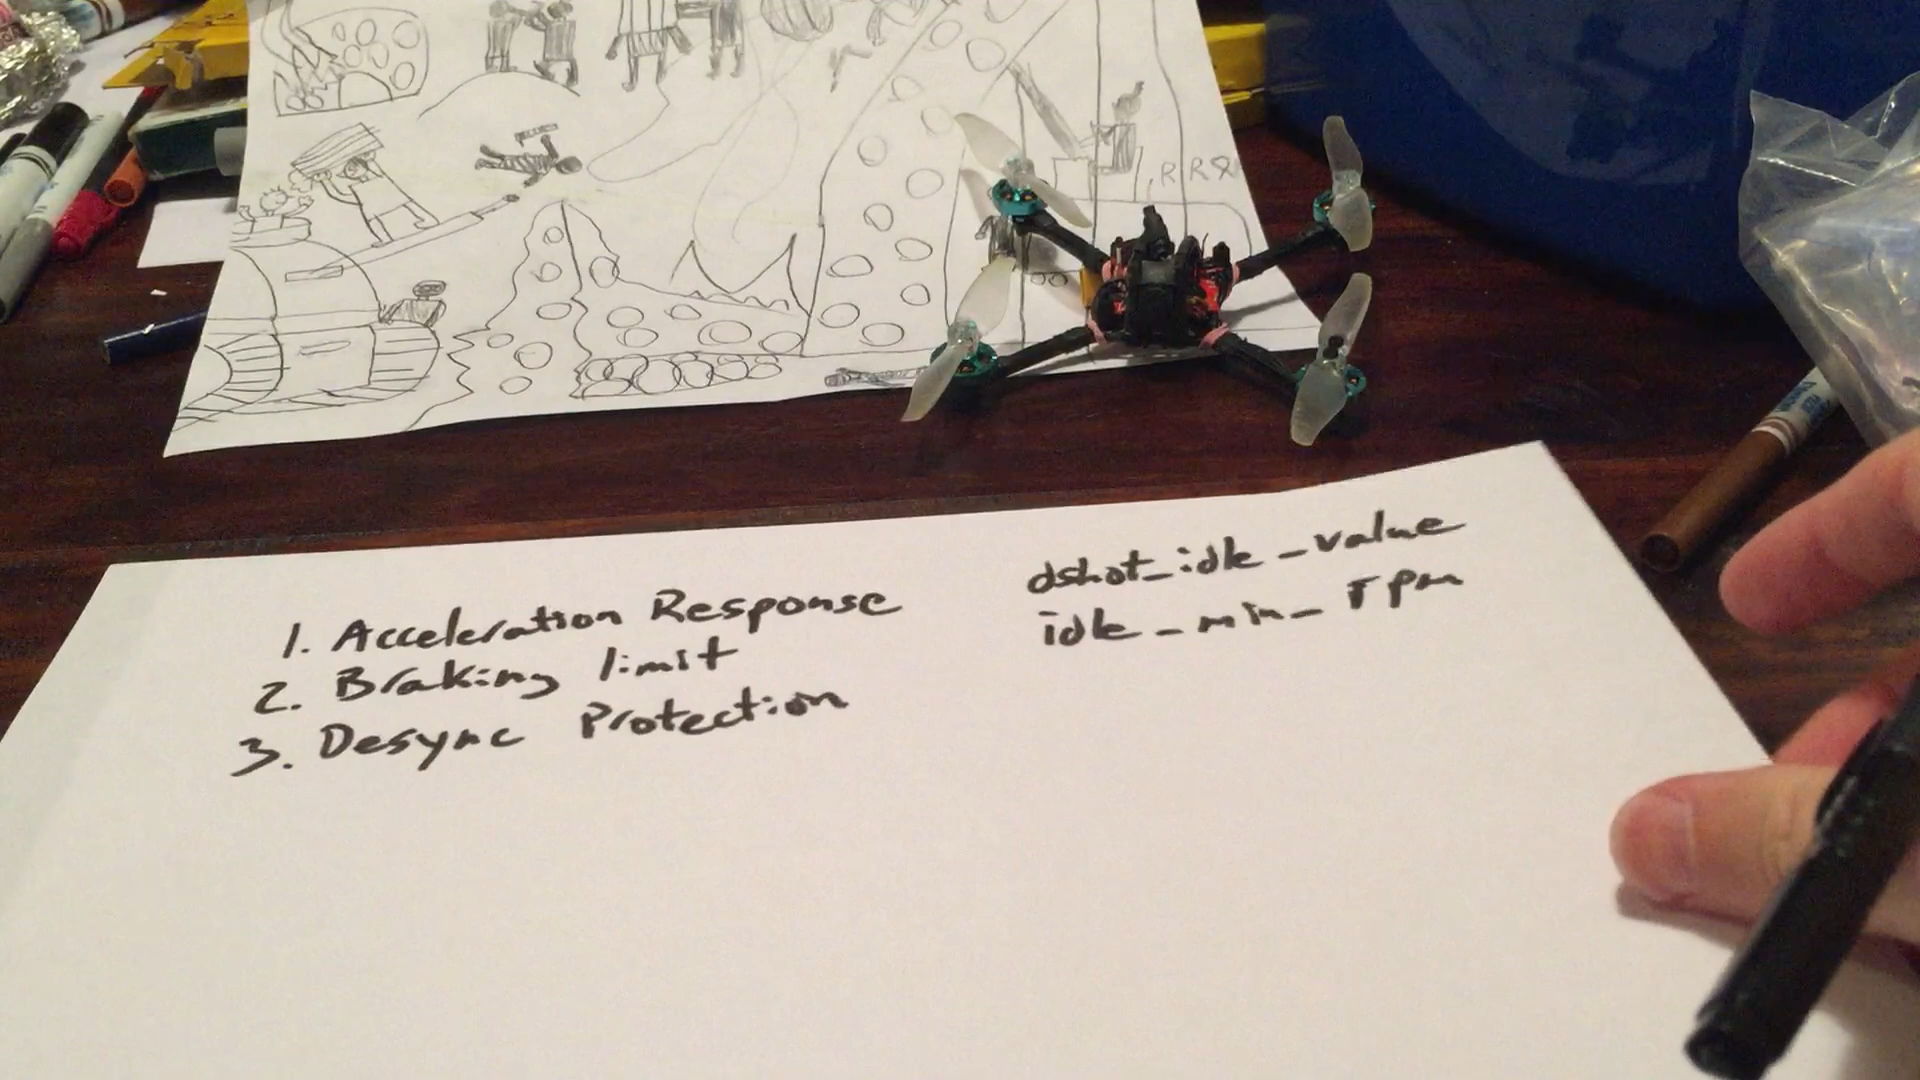 1. Acceleration Response
2. Braking limit
3. Desync Protection
dshot_idle_value
idle_min_rpm